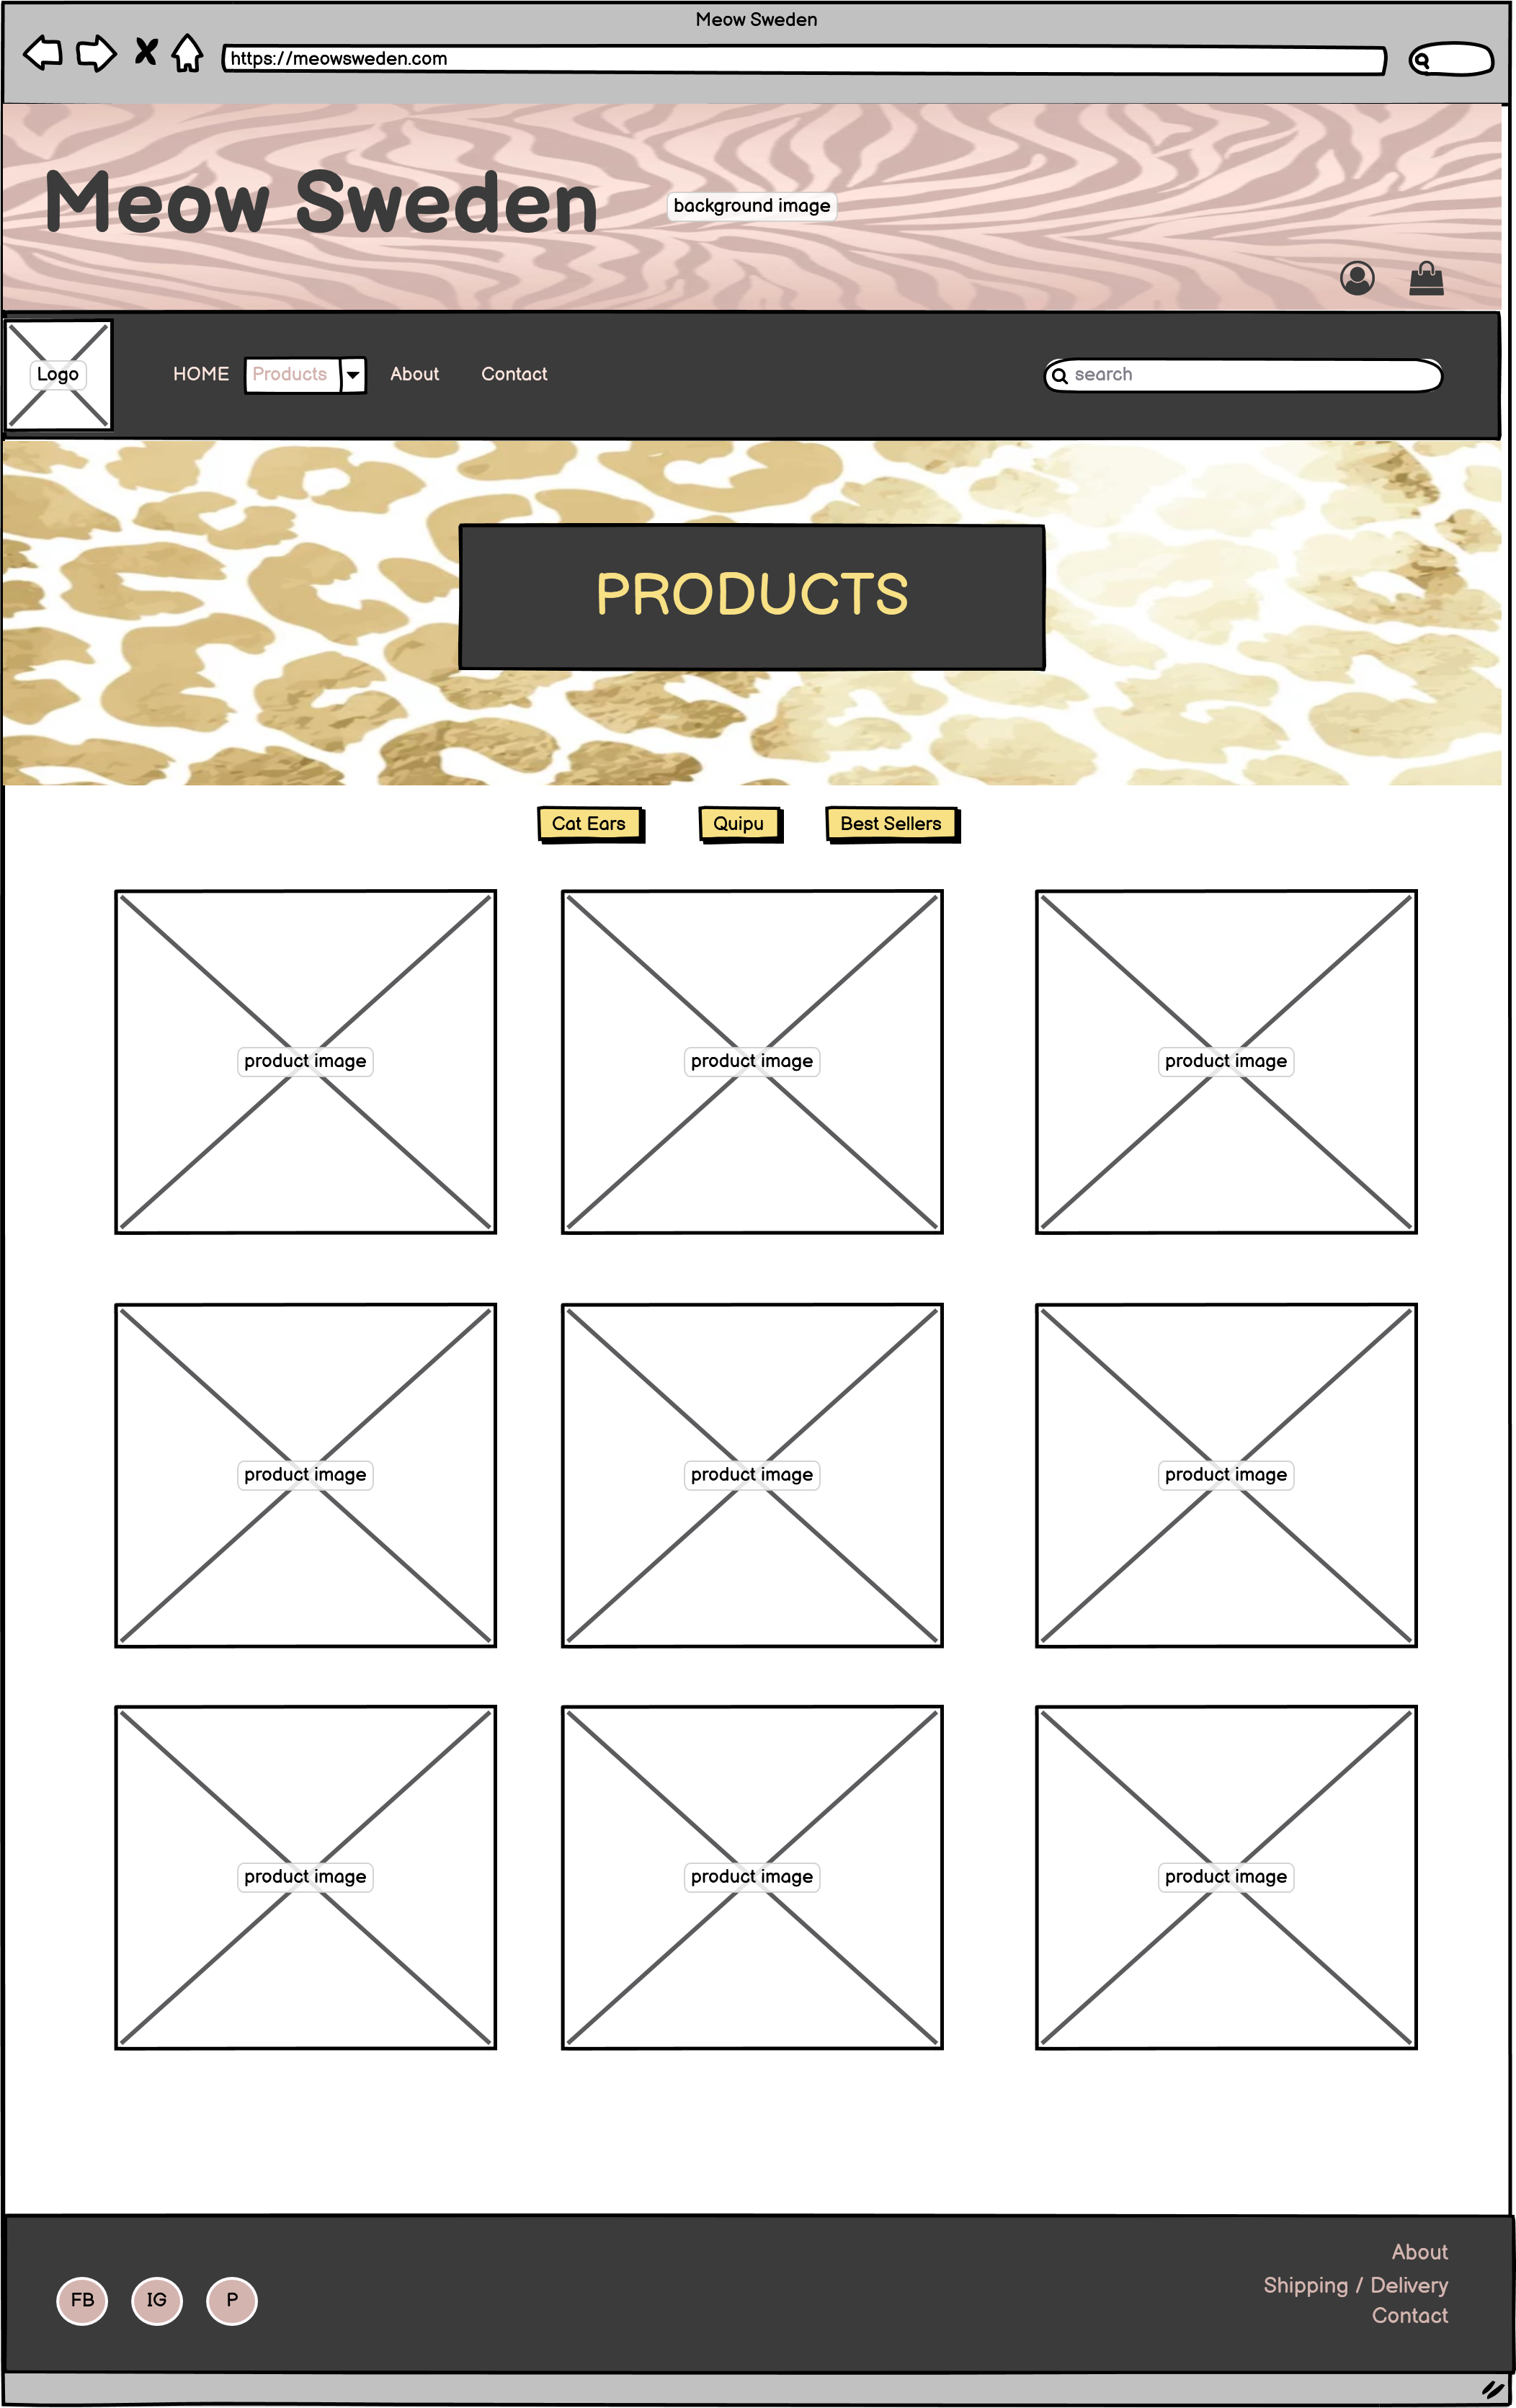 Meow Sweden
https://meowsweden.com
Meow Sweden
background image
Logo
HOME Products About Contact
search
PRODUCTS
Cat Ears Quipu Best Sellers
product image product image product image
product image product image product image
product image product image product image
About
FB IG P
Shipping / Delivery
Contact